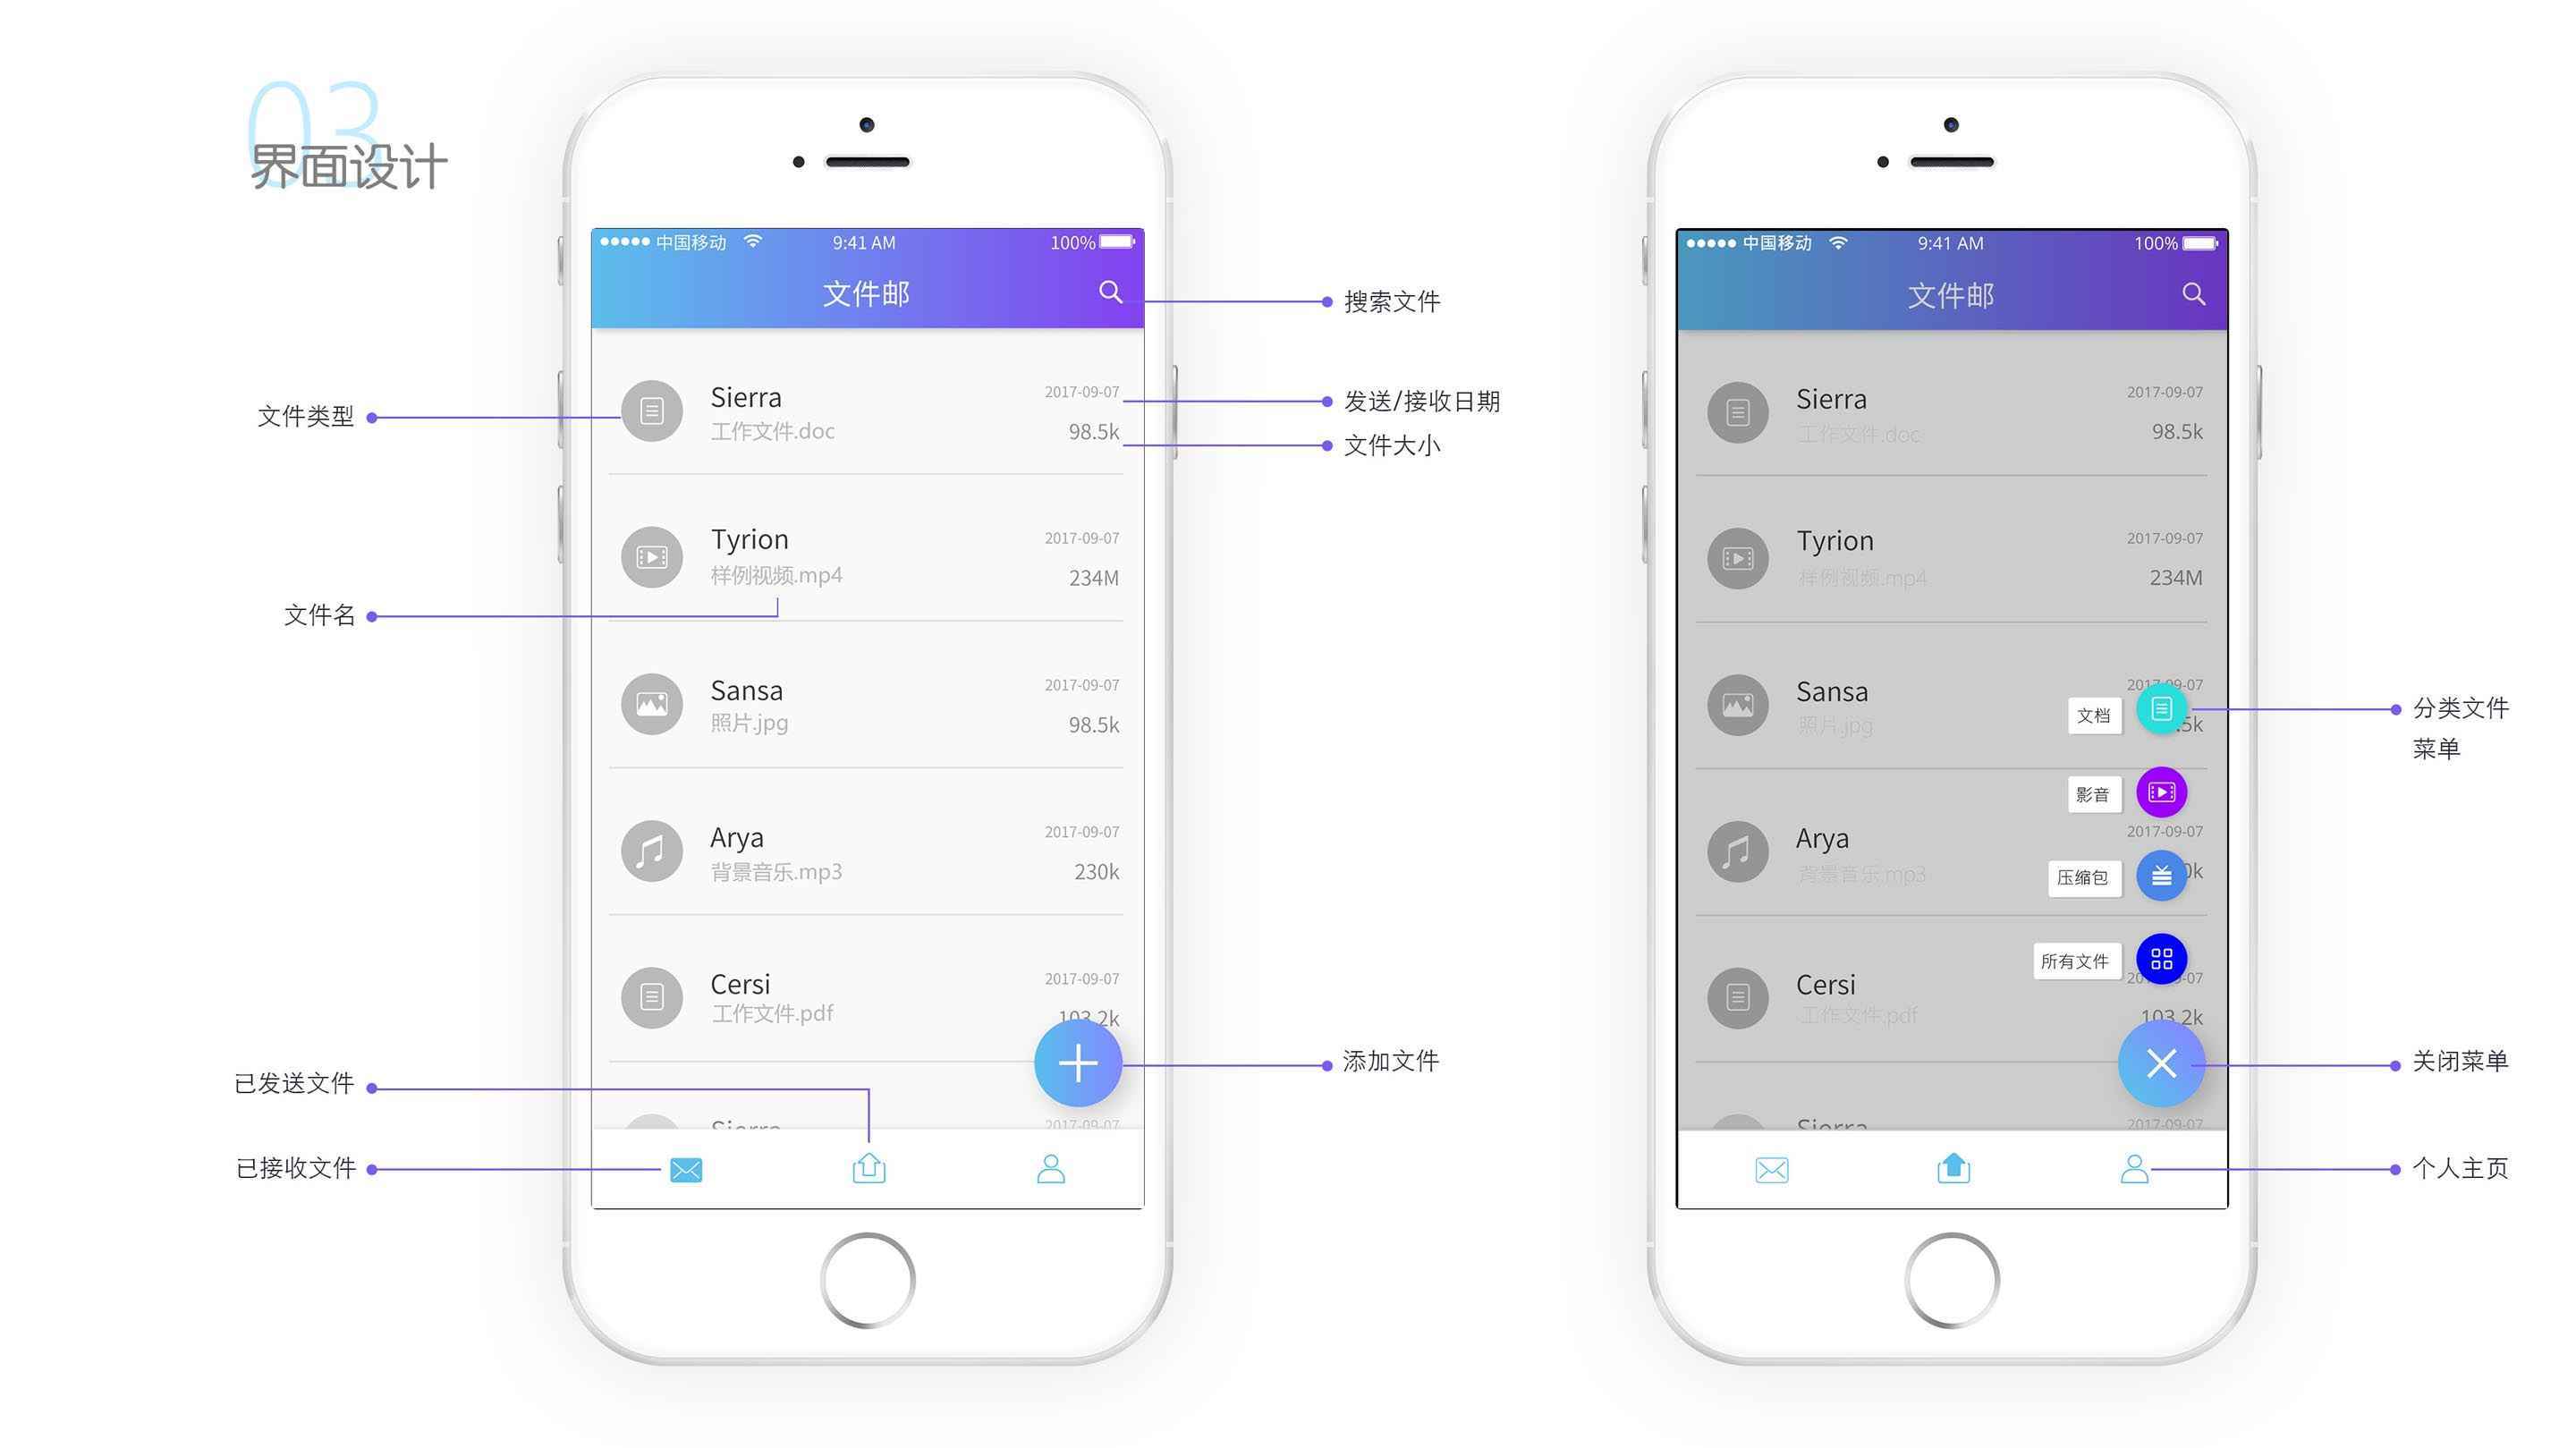 03
界面设计
中国移动 9:41 AM 100%
文件邮
搜索文件
文件类型
Sierra 2017-09-07
工作文件.doc 98.5k
发送/接收日期
文件大小
Tyrion 2017-09-07
样例视频.mp4 234M
文件名
Sansa 2017-09-07
照片.jpg 98.5k
Arya 2017-09-07
背景音乐.mp3 230k
Cersi 2017-09-07
工作文件.pdf 103.2k
添加文件
已发送文件
Sierra 2017-09-07
已接收文件
中国移动 9:41 AM 100%
文件邮
Sierra 2017-09-07
工作文件.doc 98.5k
Tyrion 2017-09-07
样例视频.mp4 234M
Sansa 2017-09-07
照片.jpg .5k
文档
分类文件
菜单
影音
Arya 2017-09-07
背景音乐.mp3 0k
压缩包
所有文件
Cersi 20 -07
工作文件.pdf 103.2k
关闭菜单
Sierra 2017-09-07
个人主页